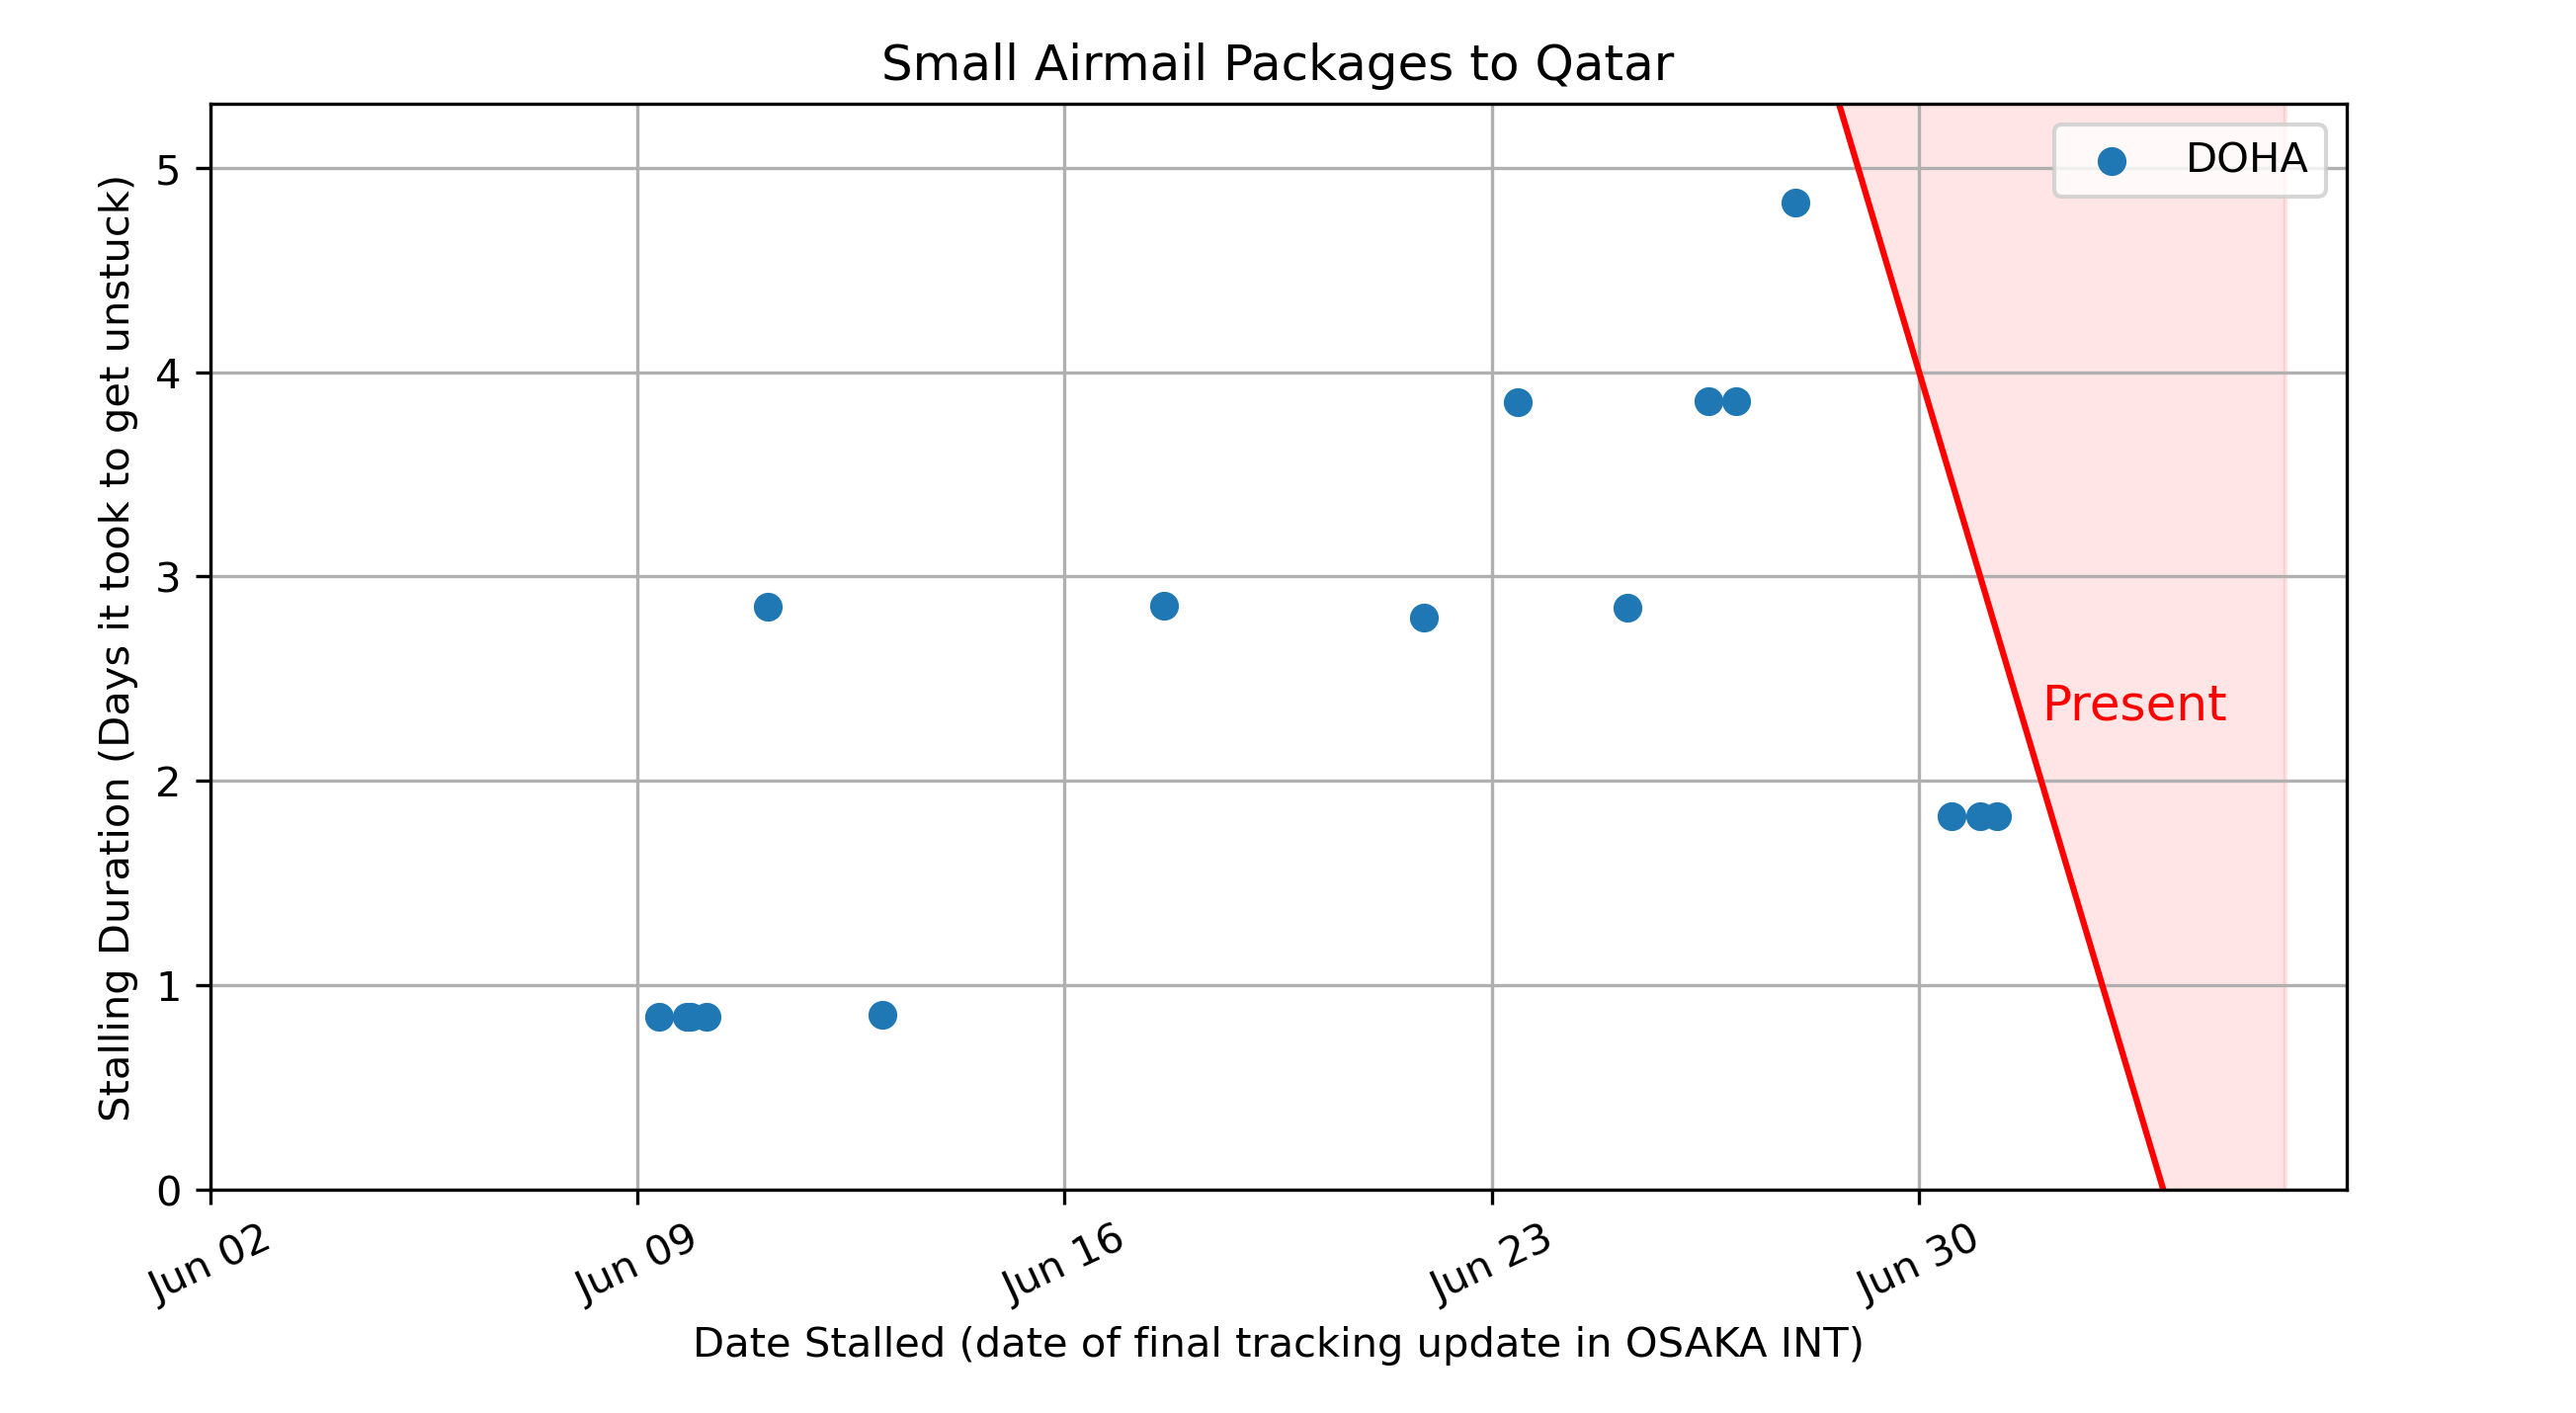 Small Airmail Packages to Qatar
DOHA
Present
Stalling Duration (Days it took to get unstuck)
5
4
3
2
1
0
Jun 02
Jun 09
Jun 16
Jun 23
Jun 30
Date Stalled (date of final tracking update in OSAKA INT)